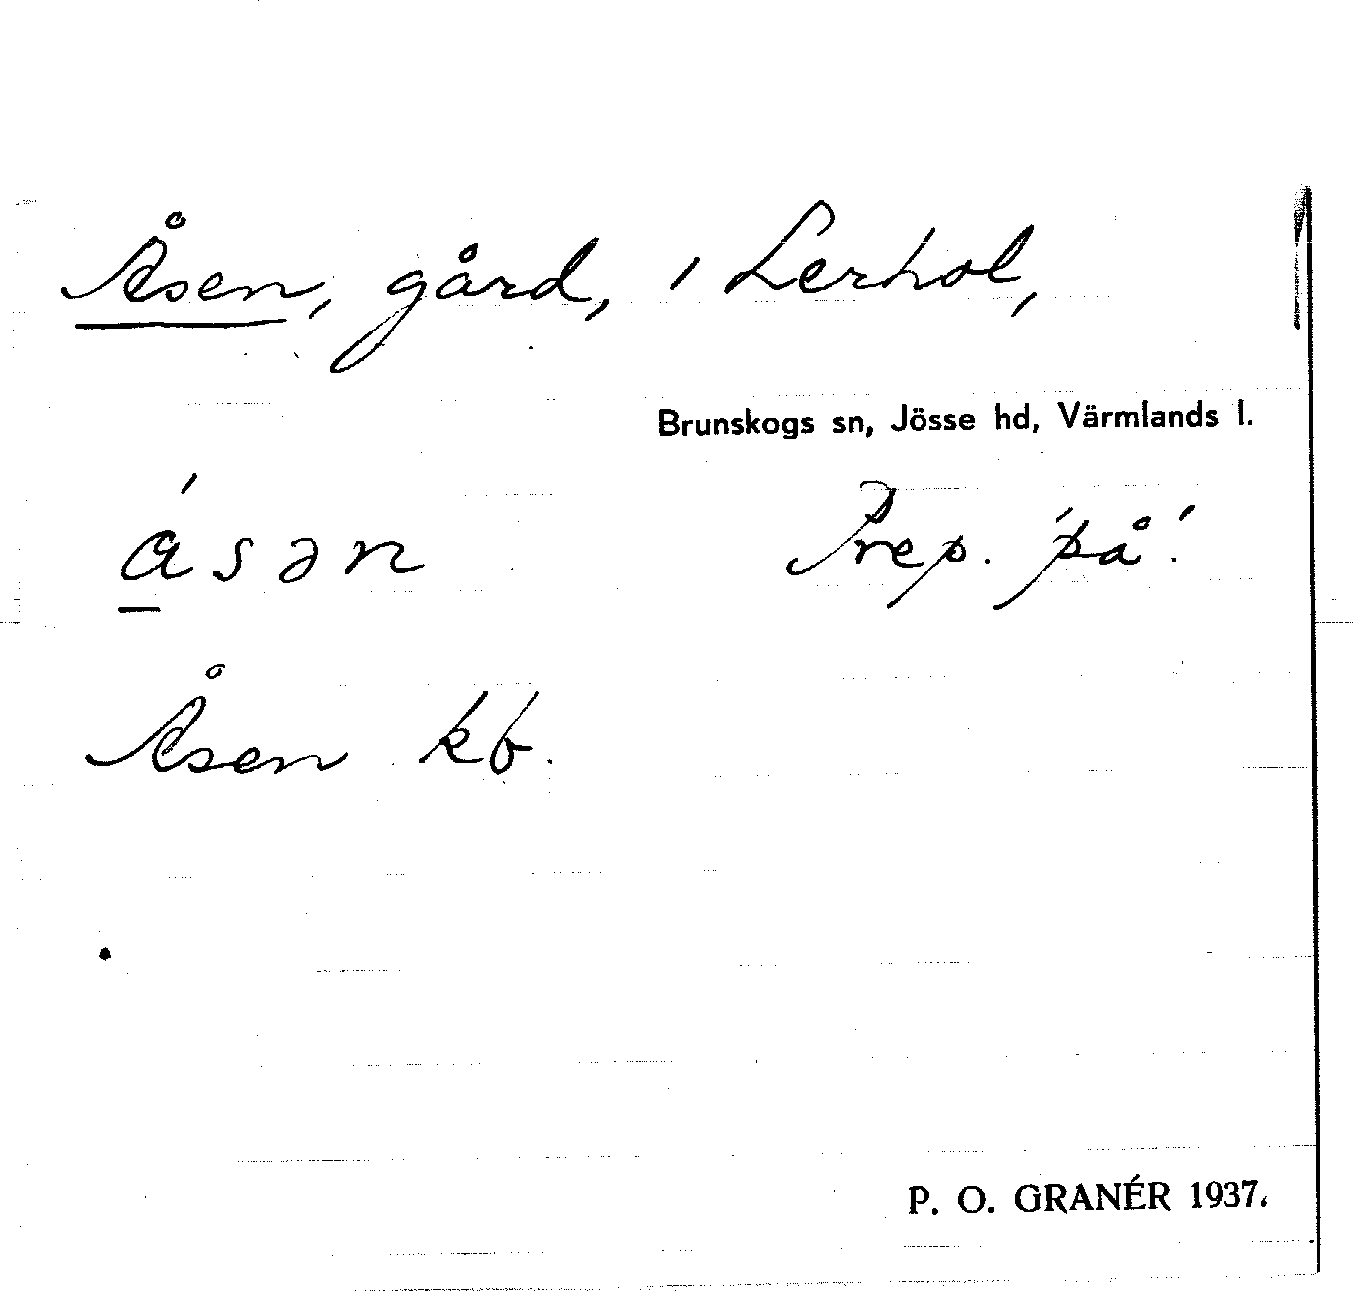 Åsen, gård, i Lerhol,
Brunskogs sn, Jösse hd, Värmlands l.
ásən Prep. 'på'.
Åsen kb.
P. O. GRANÉR 1937.